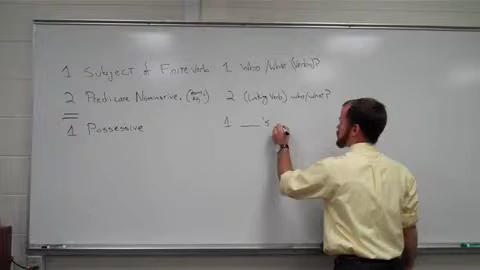 1 Subject of Finite Verb 1 Who/What (Verbs)?
2 Predicate Nominative. 2 (Linking Verb) who/what?
1 Possessive 1 ___'s